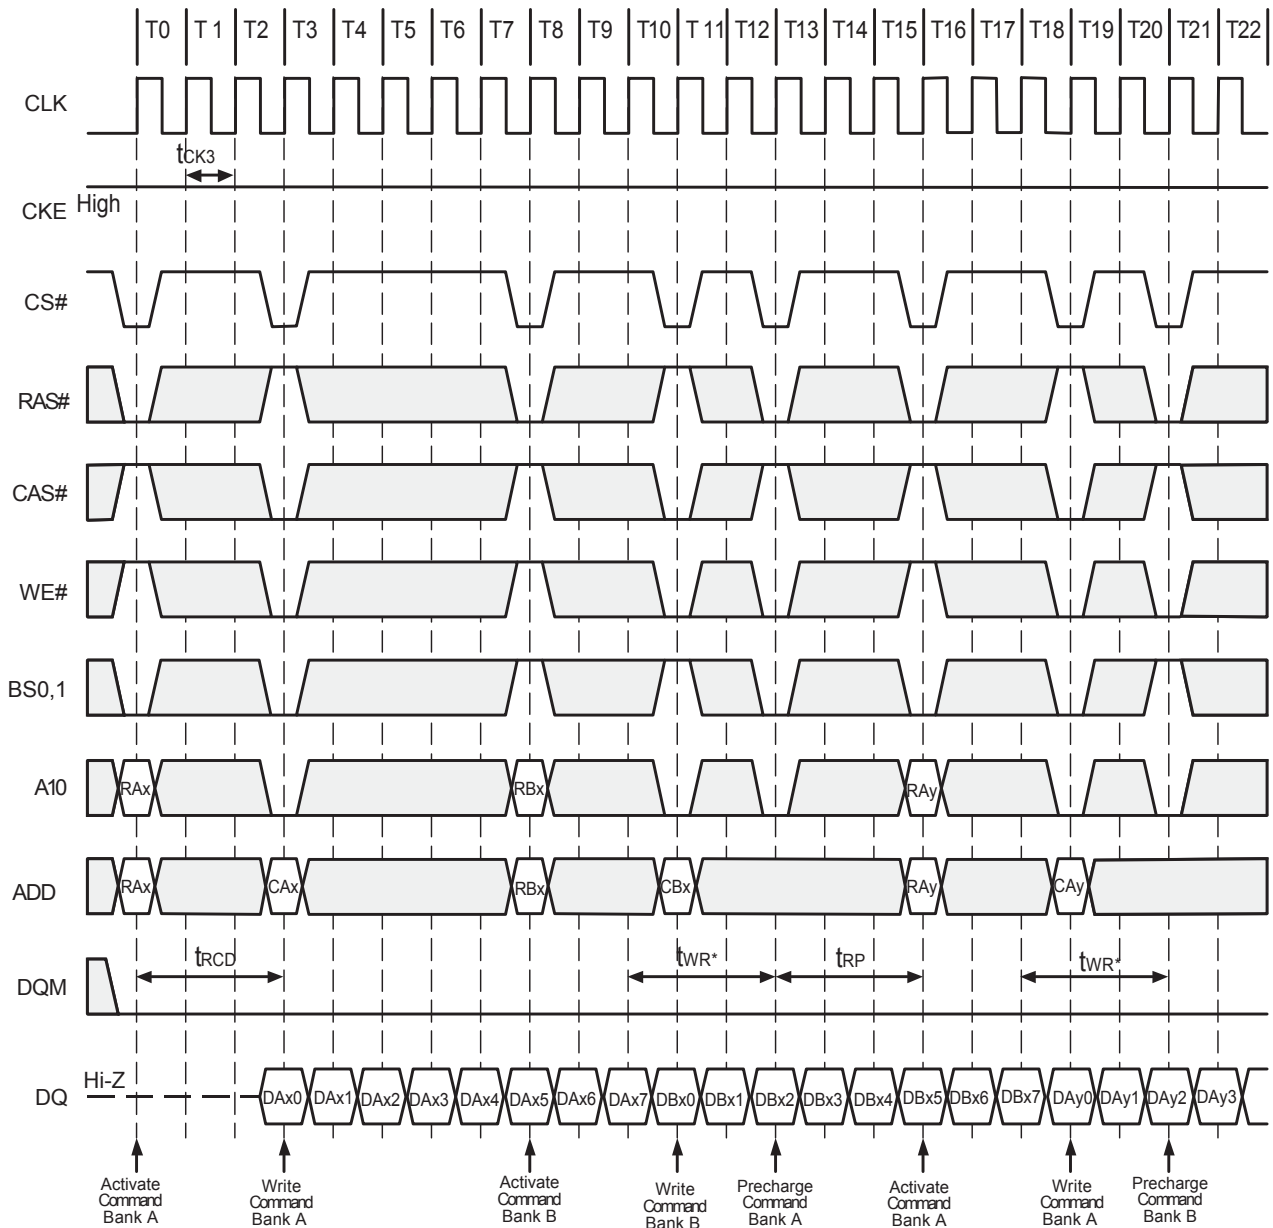 T0 T 1 T2 T3 T4 T5 T6 T7 T8 T9 T10 T 11 T12 T13 T14 T15 T16 T17 T18 T19 T20 T21 T22
CLK
tCK3
High
CKE
CS#
RAS#
CAS#
WE#
BS0,1
A10 RAx RBx RAy
ADD RAx CAx RBx CBx RAy CAy
tRCD tWR* tRP tWR*
DQM
Hi-Z
DQ DAx0 DAx1 DAx2 DAx3 DAx4 DAx5 DAx6 DAx7 DBx0 DBx1 DBx2 DBx3 DBx4 DBx5 DBx6 DBx7 DAy0 DAy1 DAy2 DAy3
Activate
Command
Bank A
Write
Command
Bank A
Activate
Command
Bank B
Write
Command
Bank B
Precharge
Command
Bank A
Activate
Command
Bank A
Write
Command
Bank A
Precharge
Command
Bank B